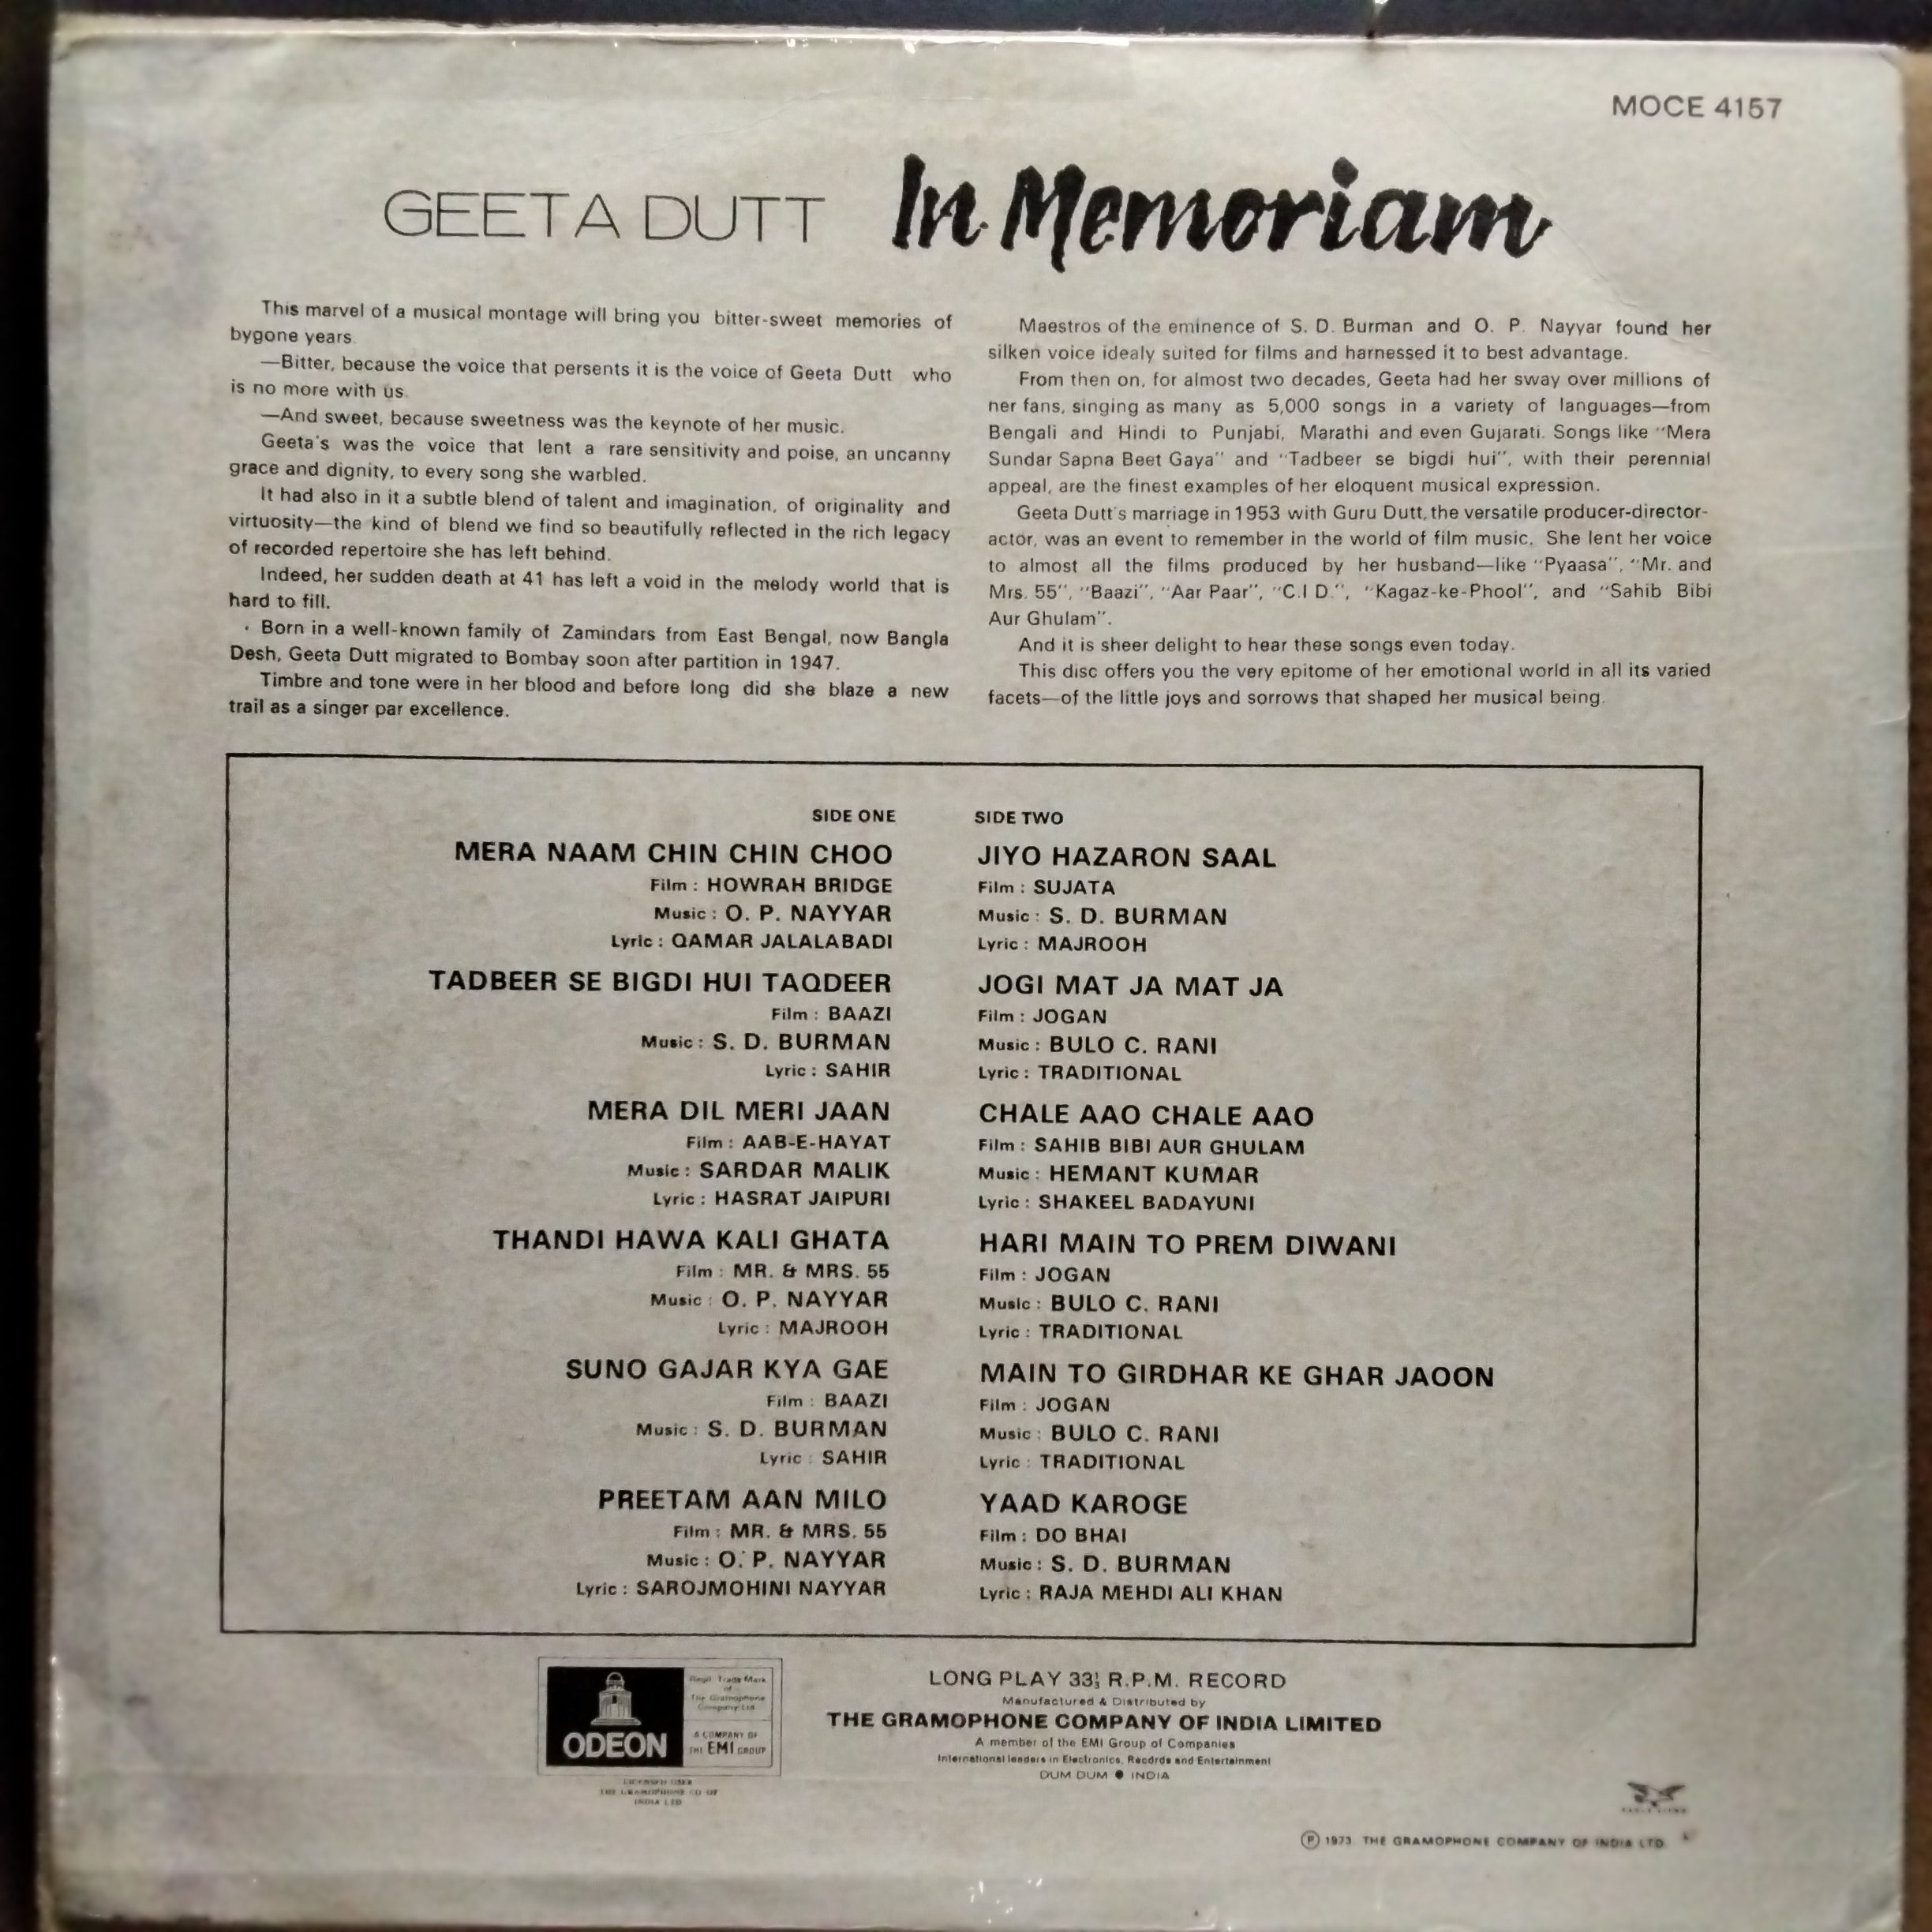 MOCE 4157
GEETA DUTT In Memoriam
This marvel of a musical montage will bring you bitter-sweet memories of
bygone years.
—Bitter, because the voice that persents it is the voice of Geeta Dutt who
is no more with us.
—And sweet, because sweetness was the keynote of her music.
Geeta's was the voice that lent a rare sensitivity and poise, an uncanny
grace and dignity, to every song she warbled.
It had also in it a subtle blend of talent and imagination, of originality and
virtuosity—the kind of blend we find so beautifully reflected in the rich legacy
of recorded repertoire she has left behind.
Indeed, her sudden death at 41 has left a void in the melody world that is
hard to fill.
Born in a well-known family of Zamindars from East Bengal, now Bangla
Desh, Geeta Dutt migrated to Bombay soon after partition in 1947.
Timbre and tone were in her blood and before long did she blaze a new
trail as a singer par excellence.
Maestros of the eminence of S. D. Burman and O. P. Nayyar found her
silken voice idealy suited for films and harnessed it to best advantage.
From then on, for almost two decades, Geeta had her sway over millions of
her fans, singing as many as 5,000 songs in a variety of languages—from
Bengali and Hindi to Punjabi, Marathi and even Gujarati. Songs like "Mera
Sundar Sapna Beet Gaya" and "Tadbeer se bigdi hui", with their perennial
appeal, are the finest examples of her eloquent musical expression.
Geeta Dutt's marriage in 1953 with Guru Dutt, the versatile producer-director-
actor, was an event to remember in the world of film music. She lent her voice
to almost all the films produced by her husband—like "Pyaasa", "Mr. and
Mrs. 55", "Baazi", "Aar Paar", "C.I D.", "Kagaz-ke-Phool", and "Sahib Bibi
Aur Ghulam".
And it is sheer delight to hear these songs even today.
This disc offers you the very epitome of her emotional world in all its varied
facets—of the little joys and sorrows that shaped her musical being.
SIDE ONE
MERA NAAM CHIN CHIN CHOO
Film : HOWRAH BRIDGE
Music : O. P. NAYYAR
Lyric : QAMAR JALALABADI
TADBEER SE BIGDI HUI TAQDEER
Film : BAAZI
Music : S. D. BURMAN
Lyric : SAHIR
MERA DIL MERI JAAN
Film : AAB-E-HAYAT
Music : SARDAR MALIK
Lyric : HASRAT JAIPURI
THANDI HAWA KALI GHATA
Film : MR. & MRS. 55
Music : O. P. NAYYAR
Lyric : MAJROOH
SUNO GAJAR KYA GAE
Film : BAAZI
Music : S. D. BURMAN
Lyric : SAHIR
PREETAM AAN MILO
Film : MR. & MRS. 55
Music : O. P. NAYYAR
Lyric : SAROJMOHINI NAYYAR
SIDE TWO
JIYO HAZARON SAAL
Film : SUJATA
Music : S. D. BURMAN
Lyric : MAJROOH
JOGI MAT JA MAT JA
Film : JOGAN
Music : BULO C. RANI
Lyric : TRADITIONAL
CHALE AAO CHALE AAO
Film : SAHIB BIBI AUR GHULAM
Music : HEMANT KUMAR
Lyric : SHAKEEL BADAYUNI
HARI MAIN TO PREM DIWANI
Film : JOGAN
Music : BULO C. RANI
Lyric : TRADITIONAL
MAIN TO GIRDHAR KE GHAR JAOON
Film : JOGAN
Music : BULO C. RANI
Lyric : TRADITIONAL
YAAD KAROGE
Film : DO BHAI
Music : S. D. BURMAN
Lyric : RAJA MEHDI ALI KHAN
ODEON
Regd. Trade Mark
of
The Gramophone
Company Ltd
A COMPANY OF
THE EMI GROUP
LICENSED USER
THE GRAMOPHONE CO OF
INDIA LTD
LONG PLAY 33⅓ R.P.M. RECORD
Manufactured & Distributed by
THE GRAMOPHONE COMPANY OF INDIA LIMITED
A member of the EMI Group of Companies
International leaders in Electronics, Records and Entertainment
DUM DUM ● INDIA
Ⓟ 1973 THE GRAMOPHONE COMPANY OF INDIA LTD